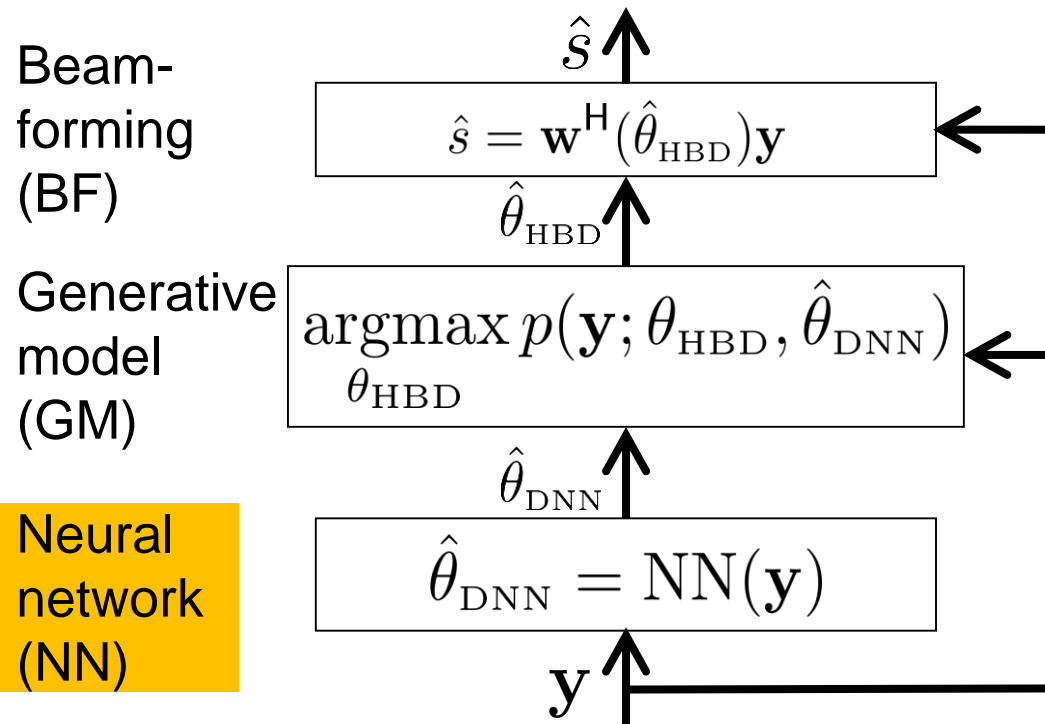 Beam-
forming
(BF)
ŝ
ŝ = w^H(θ̂_HBD)y
θ̂_HBD
Generative
model
(GM)
argmax p(y; θ_HBD, θ̂_DNN)
θ_HBD
θ̂_DNN
Neural
network
(NN)
θ̂_DNN = NN(y)
y